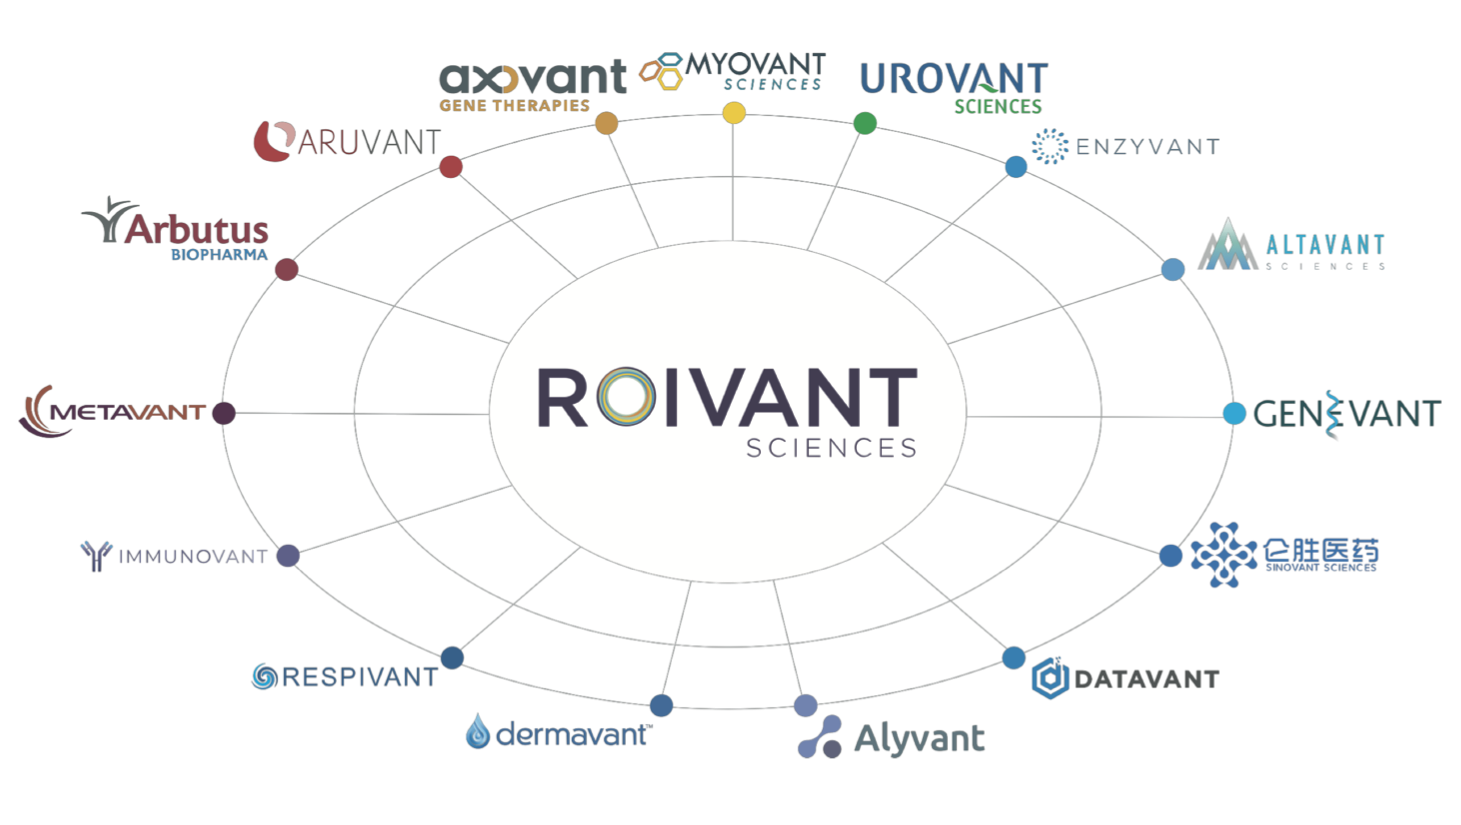 axovant
GENE THERAPIES
MYOVANT
SCIENCES
UROVANT
SCIENCES
ARUVANT
ENZYVANT
Arbutus
BIOPHARMA
ALTAVANT
SCIENCES
ROIVANT
SCIENCES
METAVANT
GENEVANT
IMMUNOVANT
仑胜医药
SINOVANT SCIENCES
RESPIVANT
DATAVANT
dermavant™
Alyvant